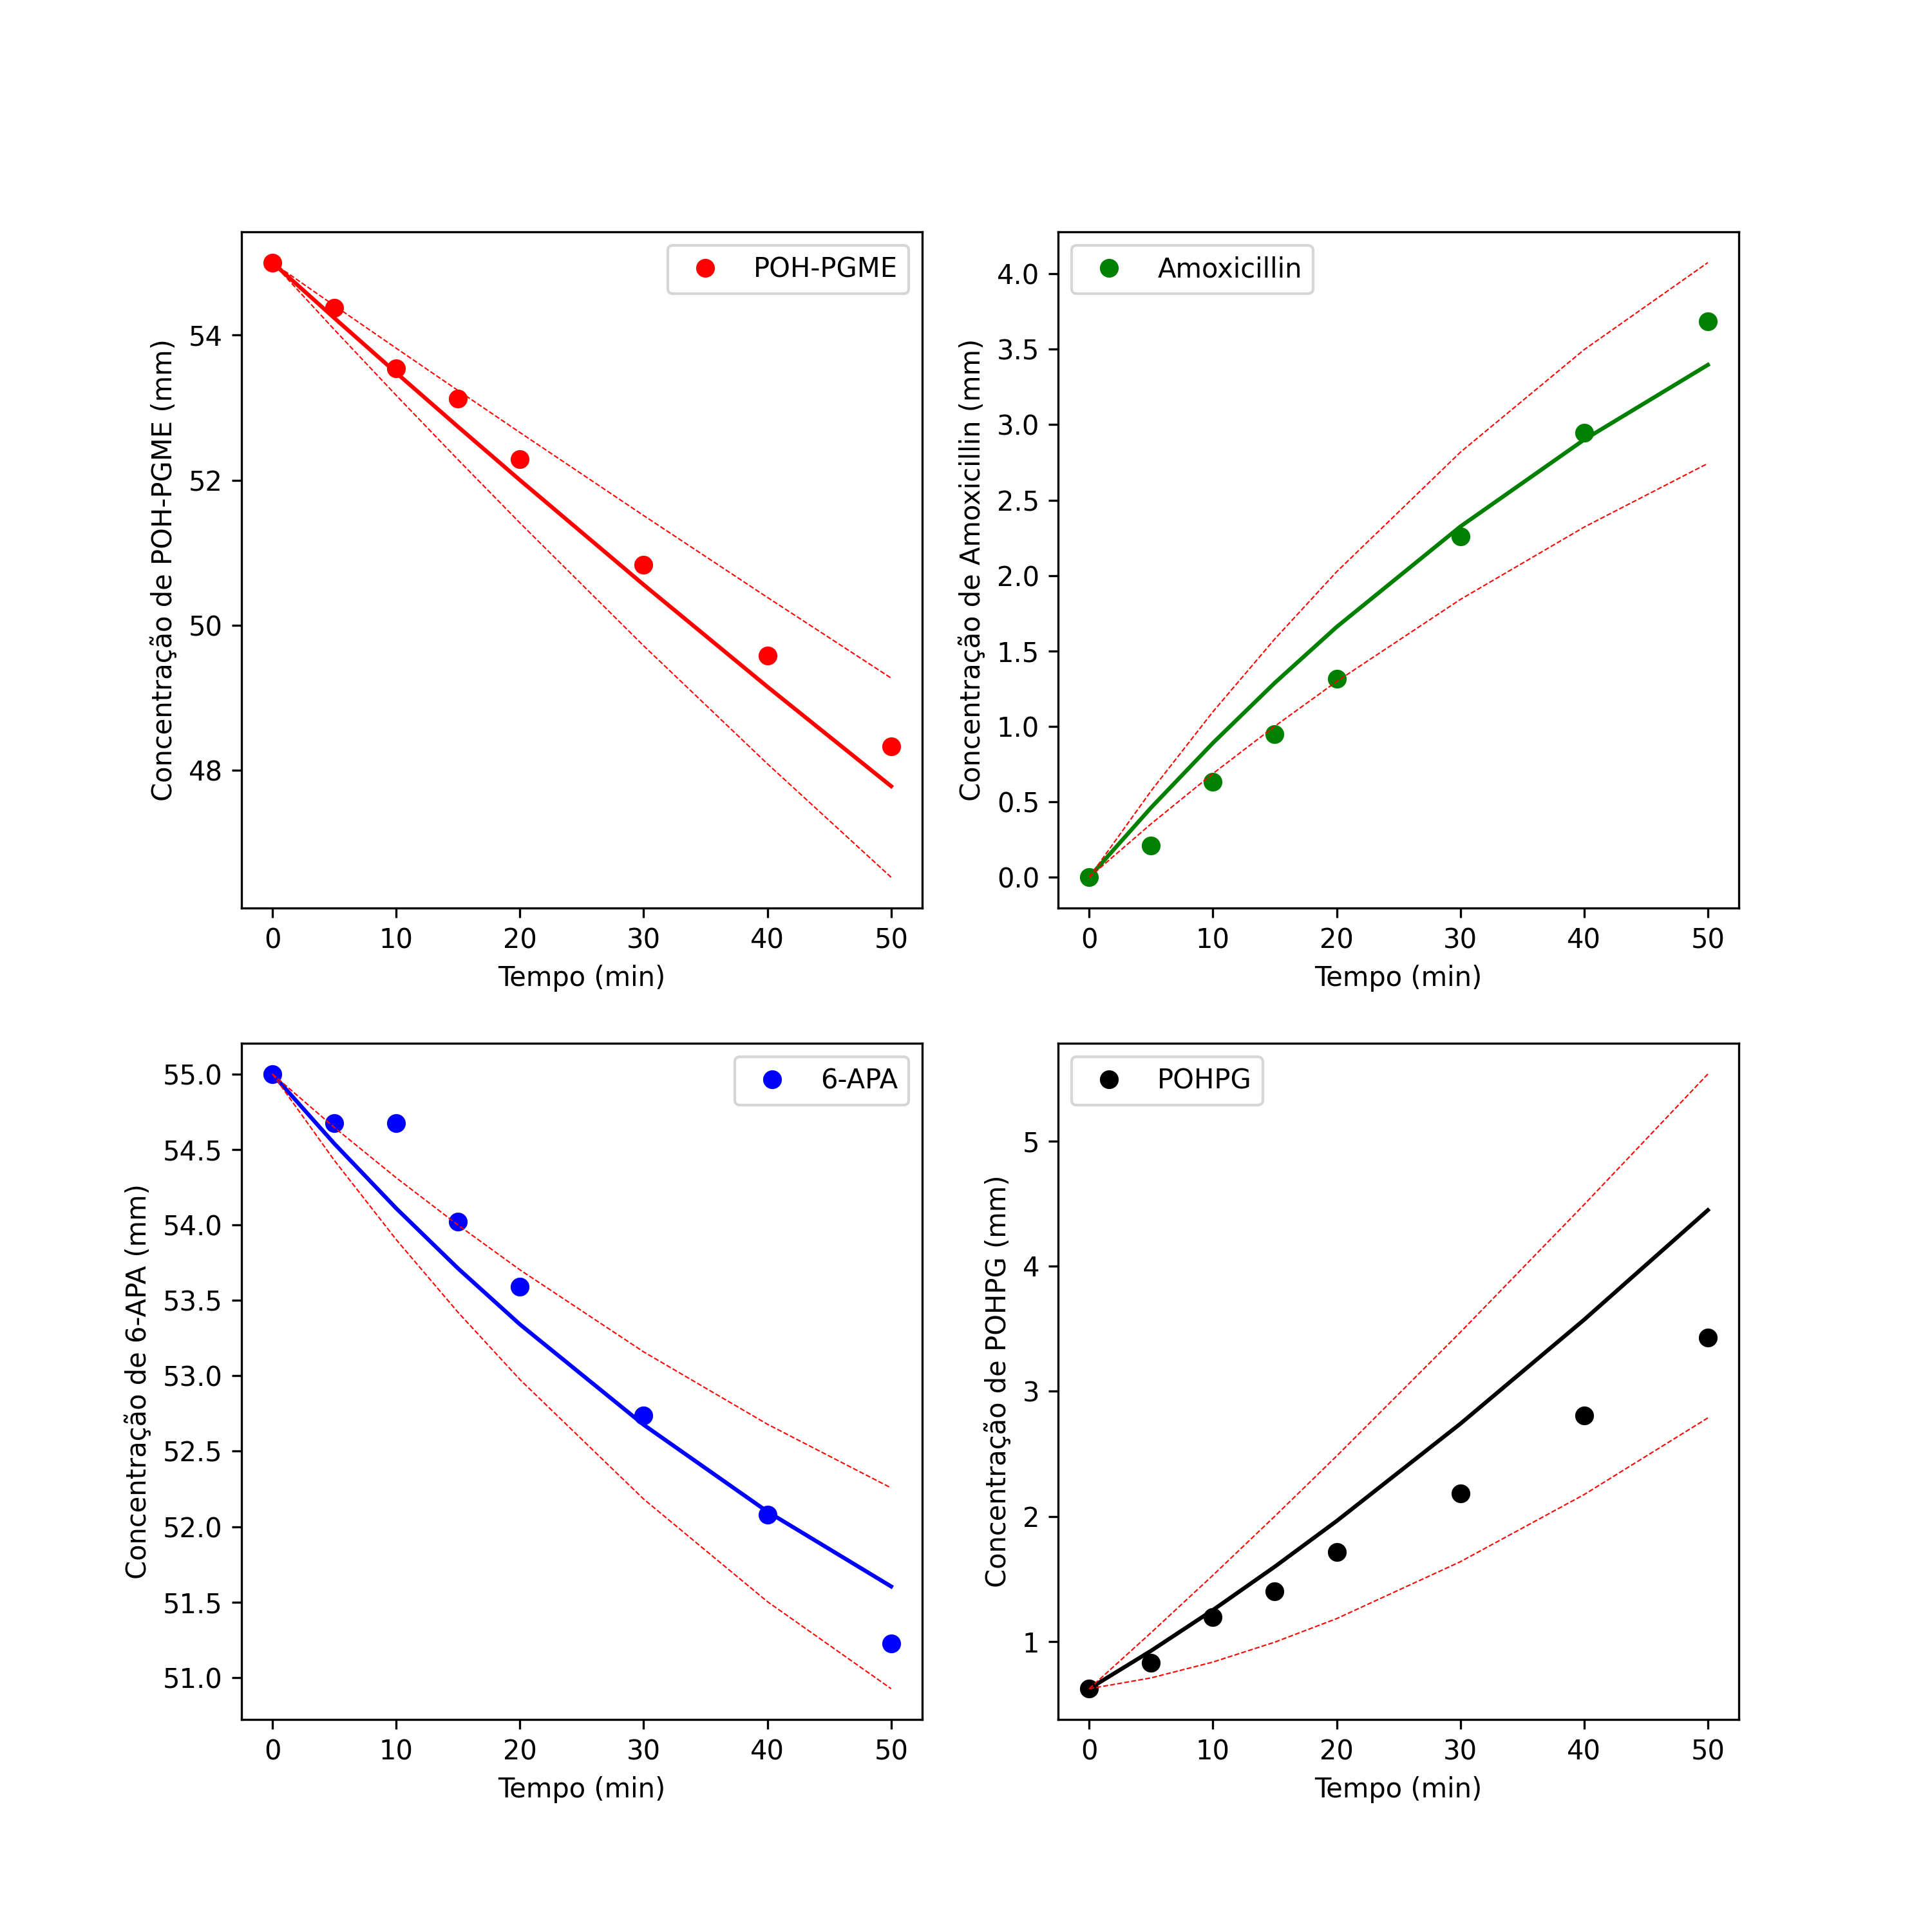 POH-PGME
Concentração de POH-PGME (mm)
54
52
50
48
0 10 20 30 40 50
Tempo (min)
Amoxicillin
Concentração de Amoxicillin (mm)
4.0
3.5
3.0
2.5
2.0
1.5
1.0
0.5
0.0
0 10 20 30 40 50
Tempo (min)
6-APA
Concentração de 6-APA (mm)
55.0
54.5
54.0
53.5
53.0
52.5
52.0
51.5
51.0
0 10 20 30 40 50
Tempo (min)
POHPG
Concentração de POHPG (mm)
5
4
3
2
1
0 10 20 30 40 50
Tempo (min)